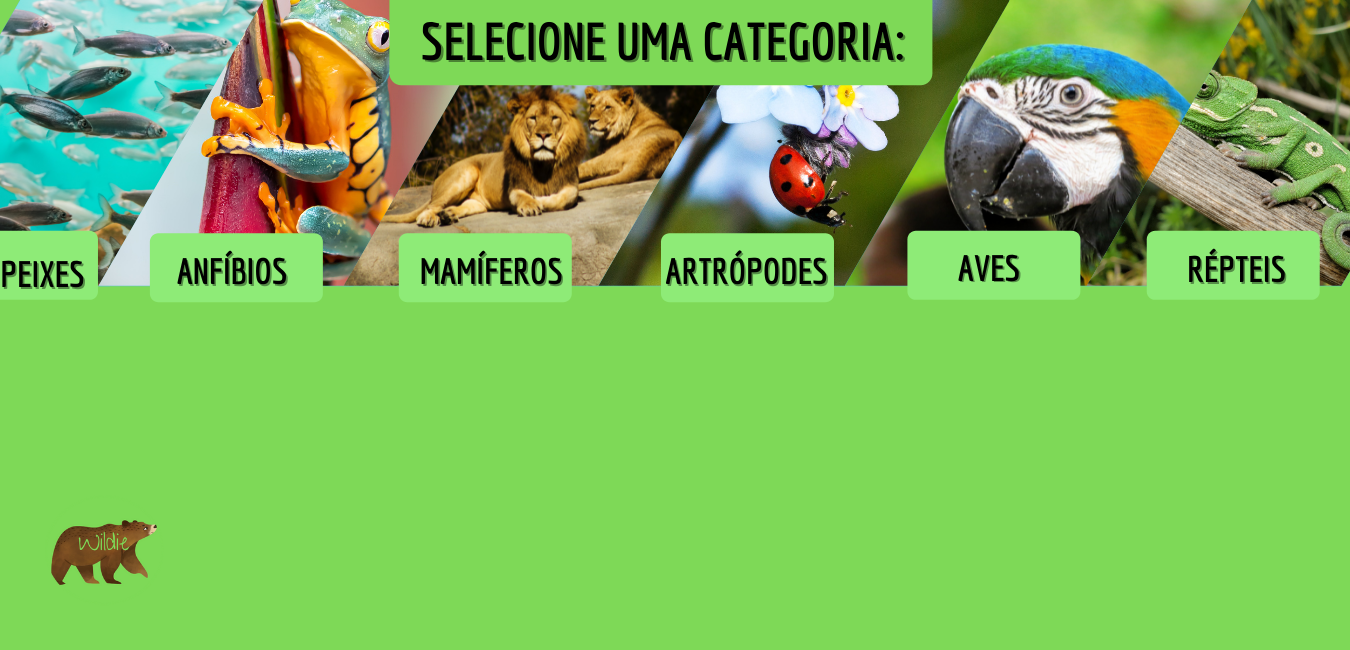 SELECIONE UMA CATEGORIA:
PEIXES
ANFÍBIOS
MAMÍFEROS
ARTRÓPODES
AVES
RÉPTEIS
Wildie